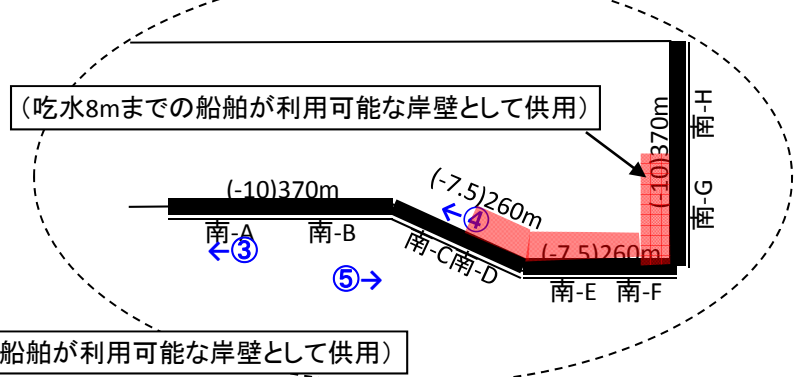 (吃水8mまでの船舶が利用可能な岸壁として供用)
(-10)370m
南-H
南-G
(-10)370m
(-7.5)260m
←④
南-A
南-B
←③
南-C
南-D
(-7.5)260m
⑤→
南-E
南-F
船舶が利用可能な岸壁として供用)